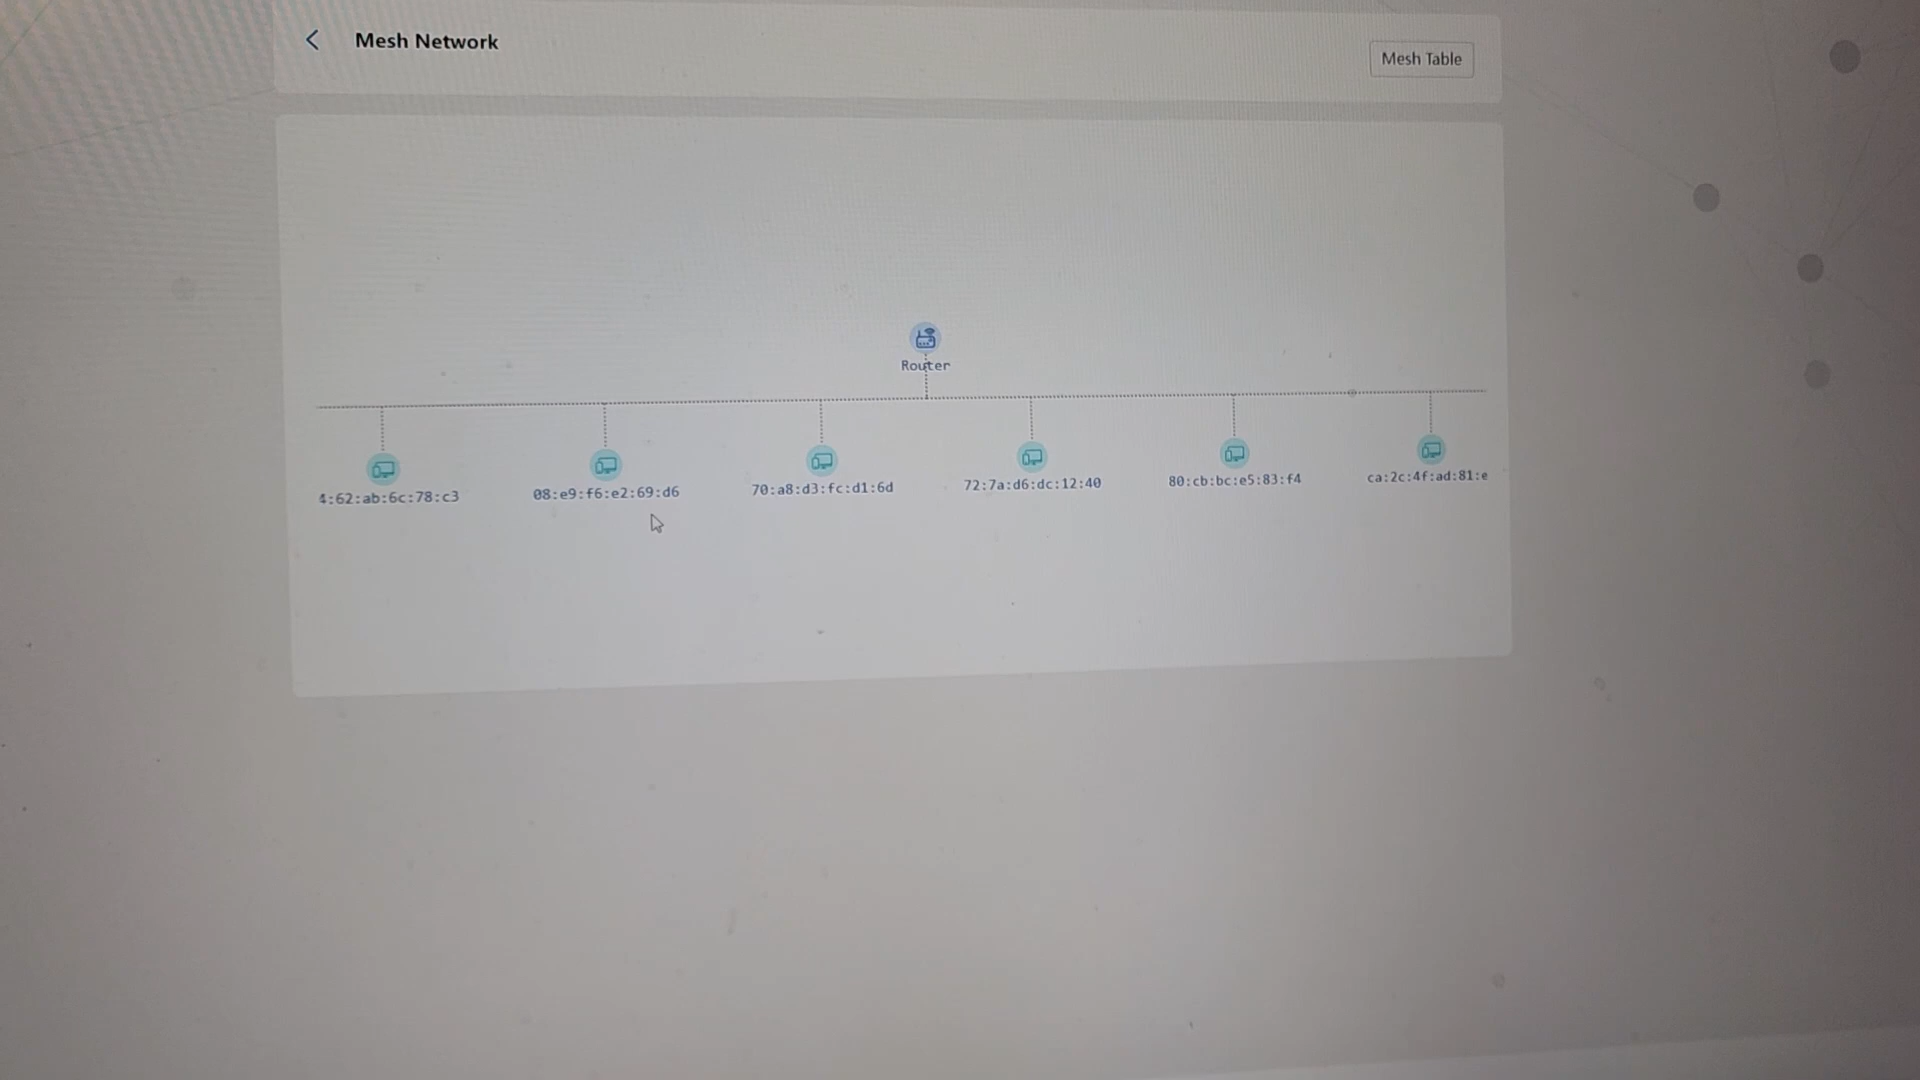 Mesh Network
Mesh Table
Router
4:62:ab:6c:78:c3
08:e9:f6:e2:69:d6
70:a8:d3:fc:d1:6d
72:7a:d6:dc:12:40
80:cb:bc:e5:83:f4
ca:2c:4f:ad:81:e